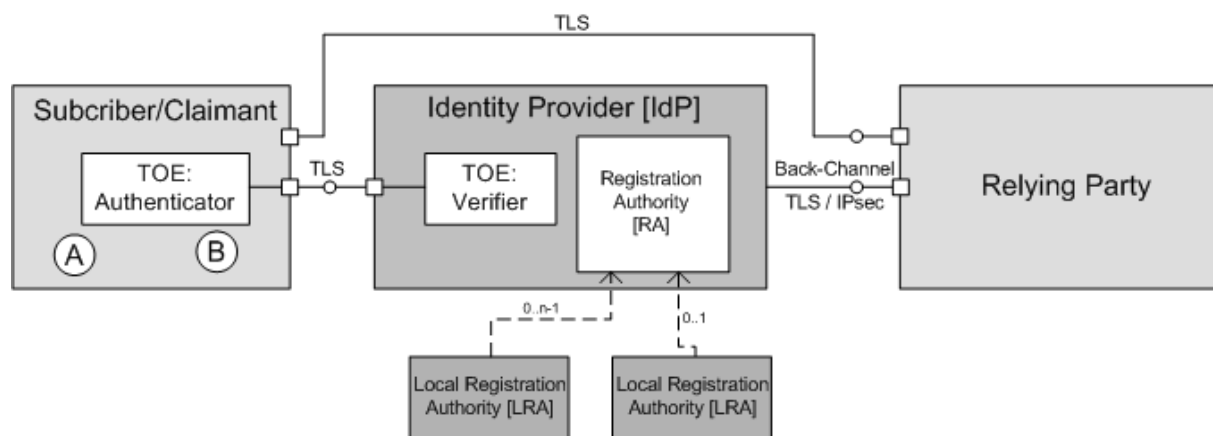 TLS
Subcriber/Claimant
TOE:
Authenticator
A
B
TLS
Identity Provider [IdP]
TOE:
Verifier
Registration
Authority
[RA]
Back-Channel
TLS / IPsec
Relying Party
0..n-1
0..1
Local Registration
Authority [LRA]
Local Registration
Authority [LRA]